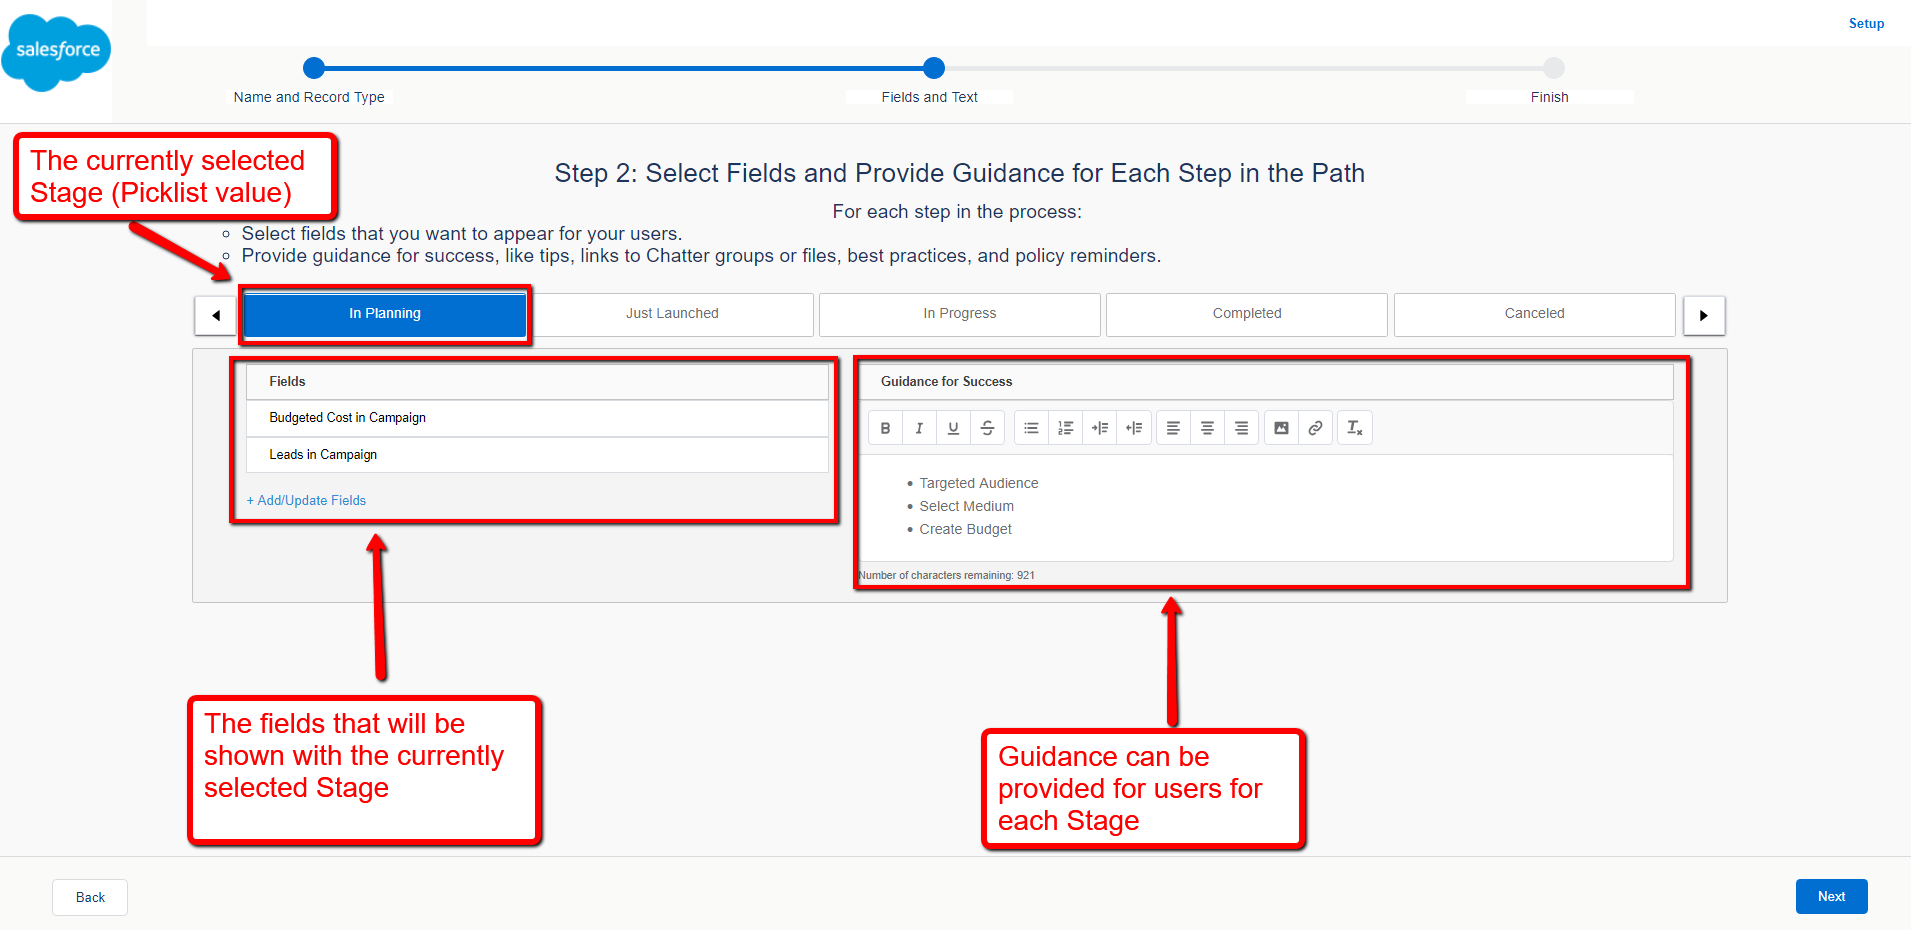 salesforce
Setup
Name and Record Type
Fields and Text
Finish
The currently selected
Stage (Picklist value)
Step 2: Select Fields and Provide Guidance for Each Step in the Path
For each step in the process:
Select fields that you want to appear for your users.
Provide guidance for success, like tips, links to Chatter groups or files, best practices, and policy reminders.
In Planning
Just Launched
In Progress
Completed
Canceled
Fields
Budgeted Cost in Campaign
Leads in Campaign
+ Add/Update Fields
Guidance for Success
Targeted Audience
Select Medium
Create Budget
Number of characters remaining: 921
The fields that will be
shown with the currently
selected Stage
Guidance can be
provided for users for
each Stage
Back
Next